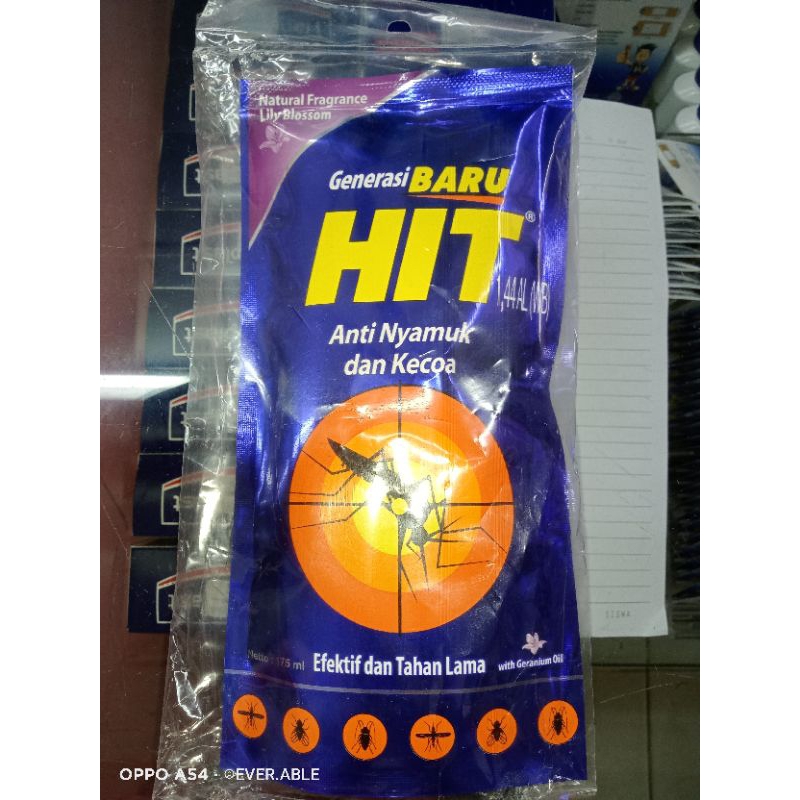 Natural Fragrance
Lily Blossom
Generasi BARU
HIT®
Anti Nyamuk
dan Kecoa
Efektif dan Tahan Lama
with Geranium Oil
OPPO A54 · ©EVER.ABLE